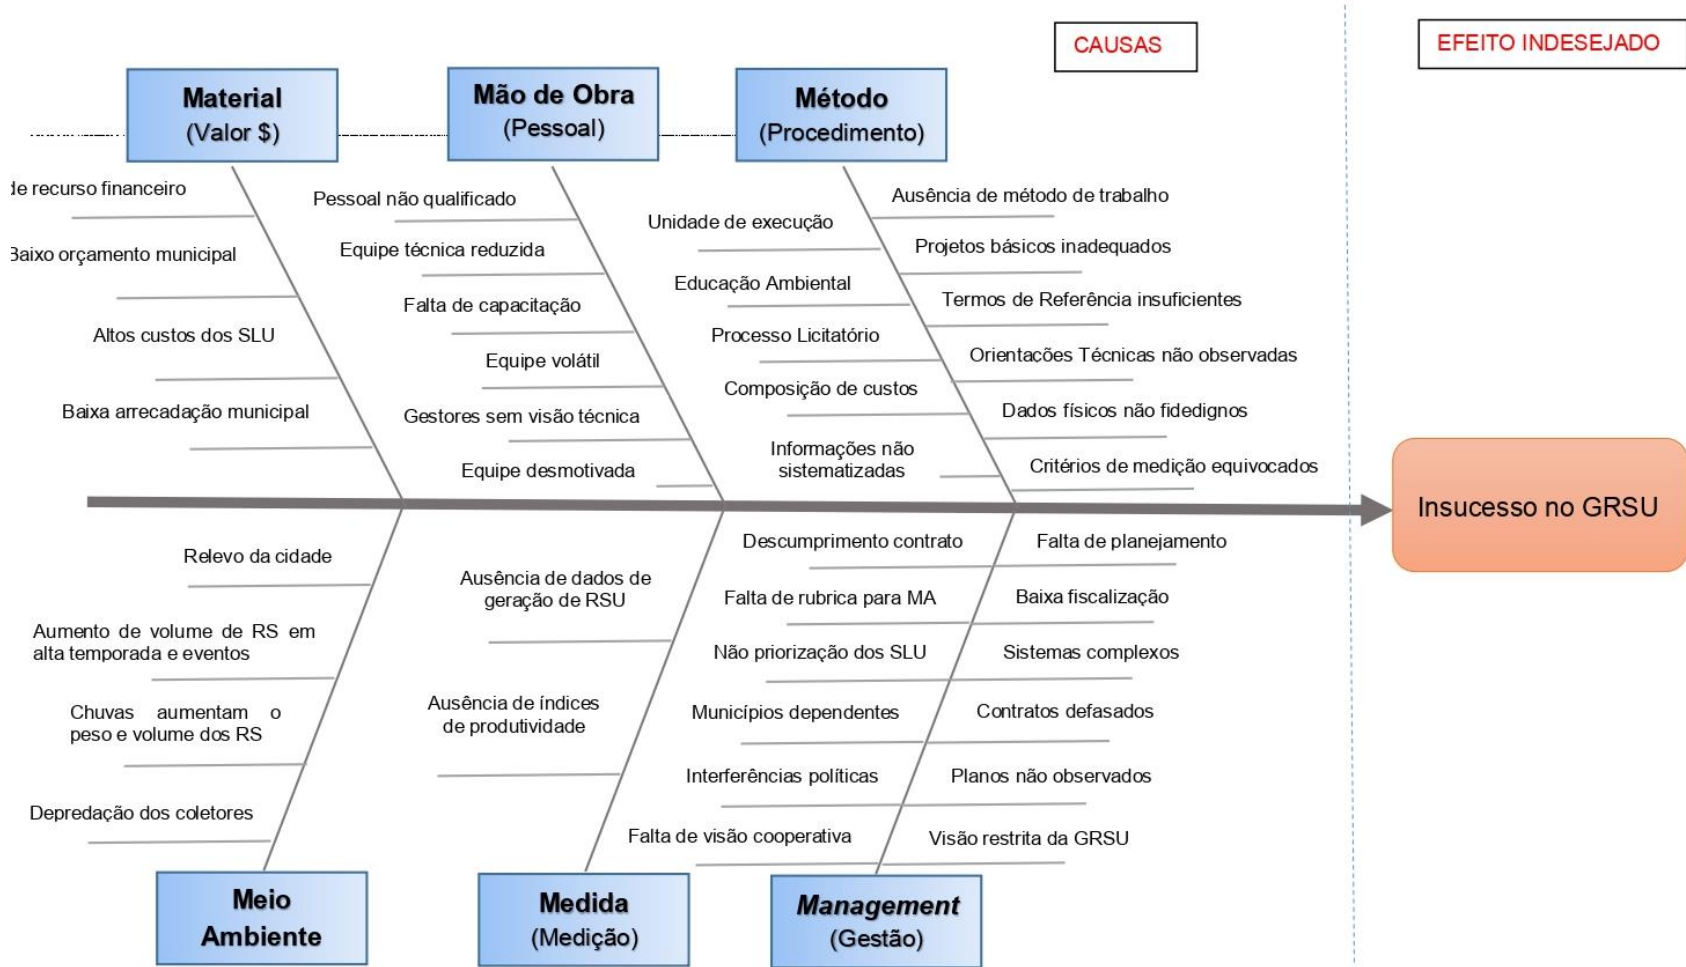 CAUSAS
EFEITO INDESEJADO
Material
(Valor $)
Mão de Obra
(Pessoal)
Método
(Procedimento)
de recurso financeiro
Baixo orçamento municipal
Altos custos dos SLU
Baixa arrecadação municipal
Pessoal não qualificado
Equipe técnica reduzida
Falta de capacitação
Equipe volátil
Gestores sem visão técnica
Equipe desmotivada
Unidade de execução
Educação Ambiental
Processo Licitatório
Composição de custos
Informações não
sistematizadas
Ausência de método de trabalho
Projetos básicos inadequados
Termos de Referência insuficientes
Orientacões Técnicas não observadas
Dados físicos não fidedignos
Critérios de medição equivocados
Insucesso no GRSU
Relevo da cidade
Aumento de volume de RS em
alta temporada e eventos
Chuvas aumentam o
peso e volume dos RS
Depredação dos coletores
Ausência de dados de
geração de RSU
Ausência de índices
de produtividade
Descumprimento contrato
Falta de rubrica para MA
Não priorização dos SLU
Municípios dependentes
Interferências políticas
Falta de visão cooperativa
Falta de planejamento
Baixa fiscalização
Sistemas complexos
Contratos defasados
Planos não observados
Visão restrita da GRSU
Meio
Ambiente
Medida
(Medição)
Management
(Gestão)